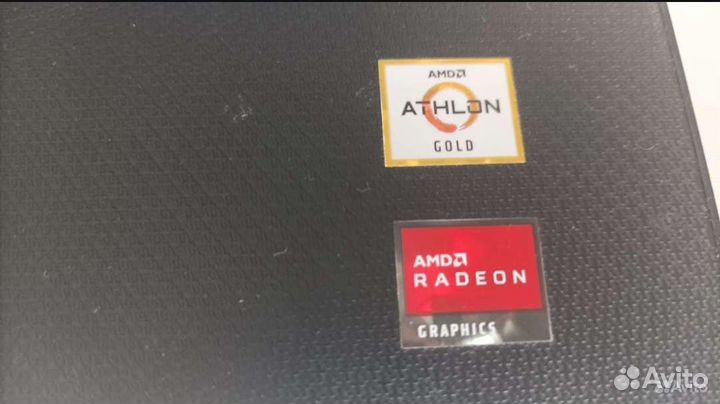 AMD
ATHLON
GOLD
AMD
RADEON
GRAPHICS
Avito